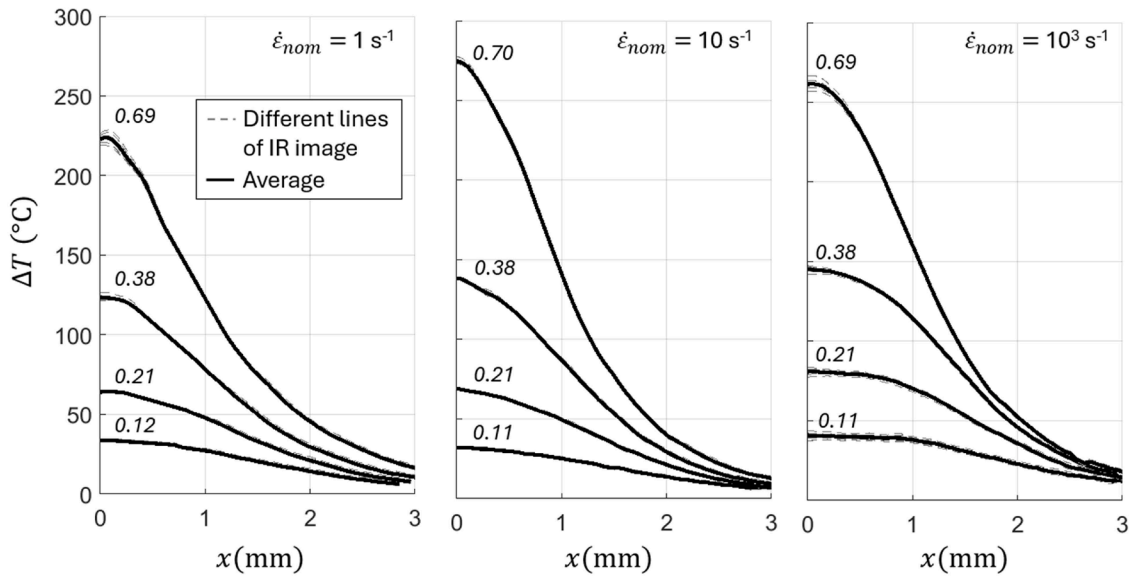 300
250
200
150
100
50
0
ΔT (°C)
ε̇nom = 1 s⁻¹
0.69
0.38
0.21
0.12
Different lines
of IR image
Average
0 1 2 3
x(mm)
ε̇nom = 10 s⁻¹
0.70
0.38
0.21
0.11
0 1 2 3
x(mm)
ε̇nom = 10³ s⁻¹
0.69
0.38
0.21
0.11
0 1 2 3
x(mm)